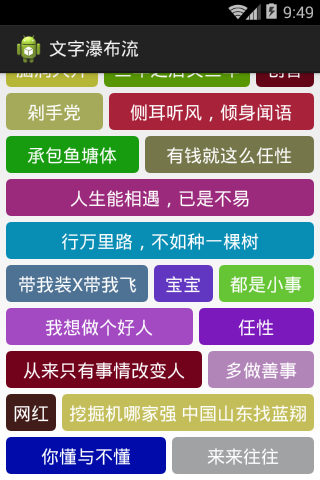 9:49
文字瀑布流
剁手党 侧耳听风，倾身闻语
承包鱼塘体 有钱就这么任性
人生能相遇，已是不易
行万里路，不如种一棵树
带我装X带我飞 宝宝 都是小事
我想做个好人 任性
从来只有事情改变人 多做善事
网红 挖掘机哪家强 中国山东找蓝翔
你懂与不懂 来来往往